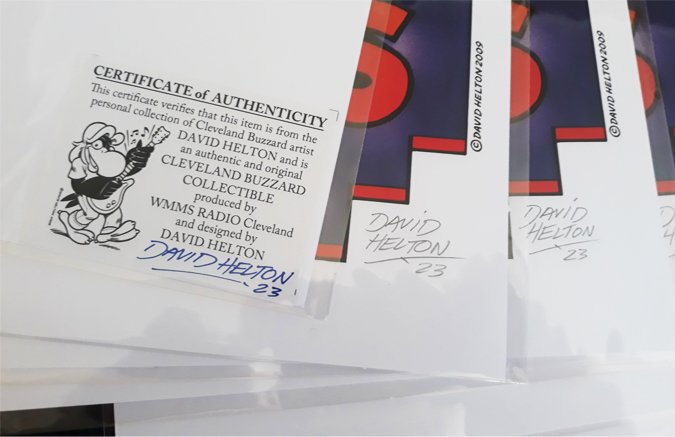 CERTIFICATE of AUTHENTICITY
This certificate verifies that this item is from the
personal collection of Cleveland Buzzard artist
DAVID HELTON and is
an authentic and original
CLEVELAND BUZZARD
COLLECTIBLE
produced by
WMMS RADIO Cleveland
and designed by
DAVID HELTON
DAVID HELTON
23
©DAVID HELTON 2009
DAVID
HELTON
23
©DAVID HELTON 2009
DAVID
HELTON
23